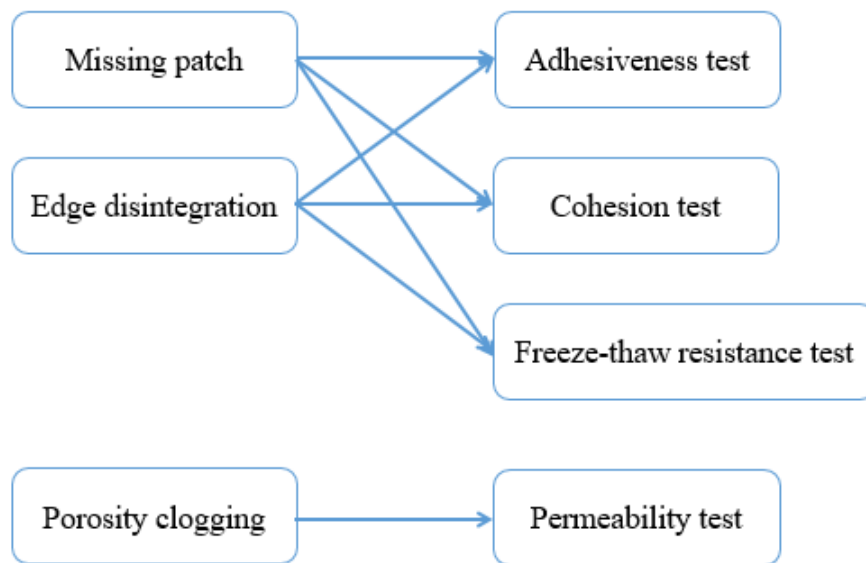 Missing patch
Adhesiveness test
Edge disintegration
Cohesion test
Freeze-thaw resistance test
Porosity clogging
Permeability test